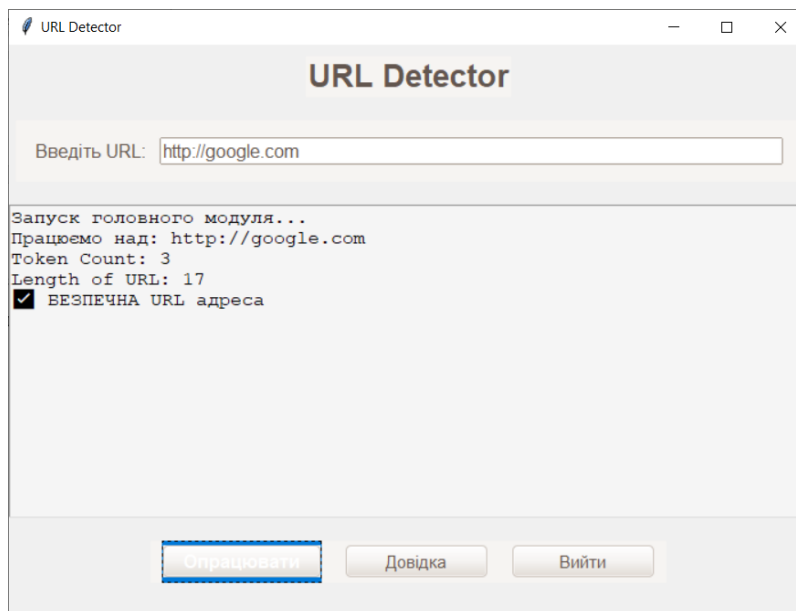 URL Detector
URL Detector
Введіть URL: http://google.com
Запуск головного модуля...
Працюємо над: http://google.com
Token Count: 3
Length of URL: 17
БЕЗПЕЧНА URL адреса
Опрацювати Довідка Вийти